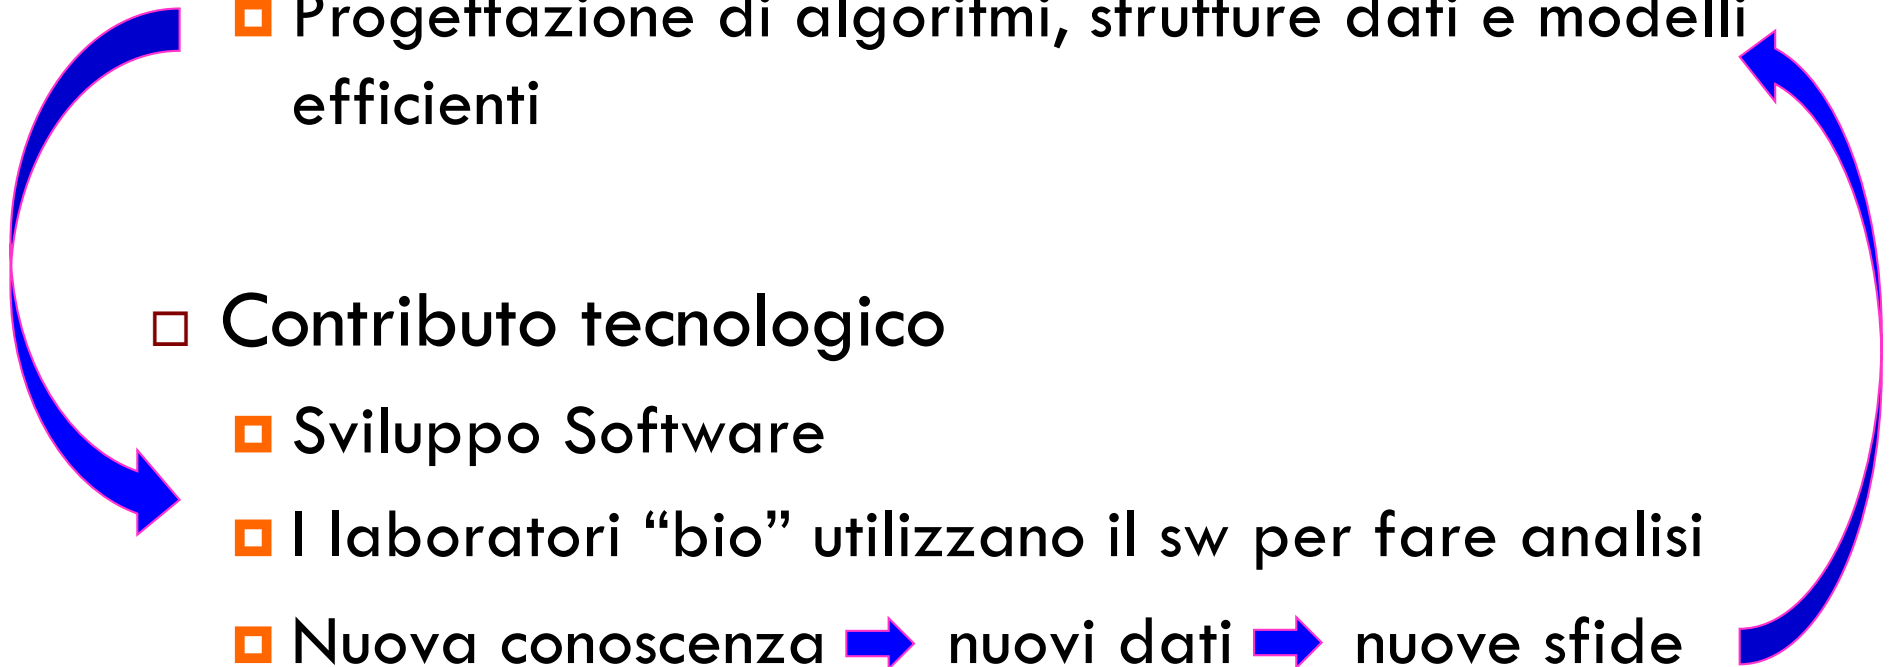 Progettazione di algoritmi, strutture dati e modelli
efficienti
Contributo tecnologico
Sviluppo Software
I laboratori “bio” utilizzano il sw per fare analisi
Nuova conoscenza nuovi dati nuove sfide